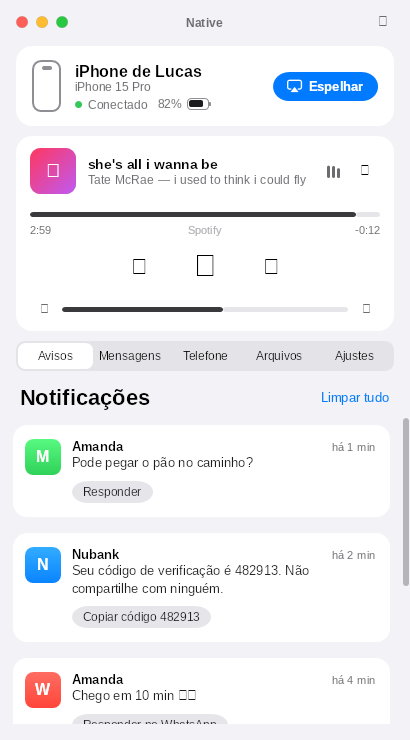 Native
iPhone de Lucas
iPhone 15 Pro
Conectado 82%
Espelhar
she's all i wanna be
Tate McRae — i used to think i could fly
2:59 Spotify -0:12
Avisos Mensagens Telefone Arquivos Ajustes
Notificações Limpar tudo
M Amanda há 1 min
Pode pegar o pão no caminho?
Responder
N Nubank há 2 min
Seu código de verificação é 482913. Não
compartilhe com ninguém.
Copiar código 482913
W Amanda há 4 min
Chego em 10 min
Responder no WhatsApp